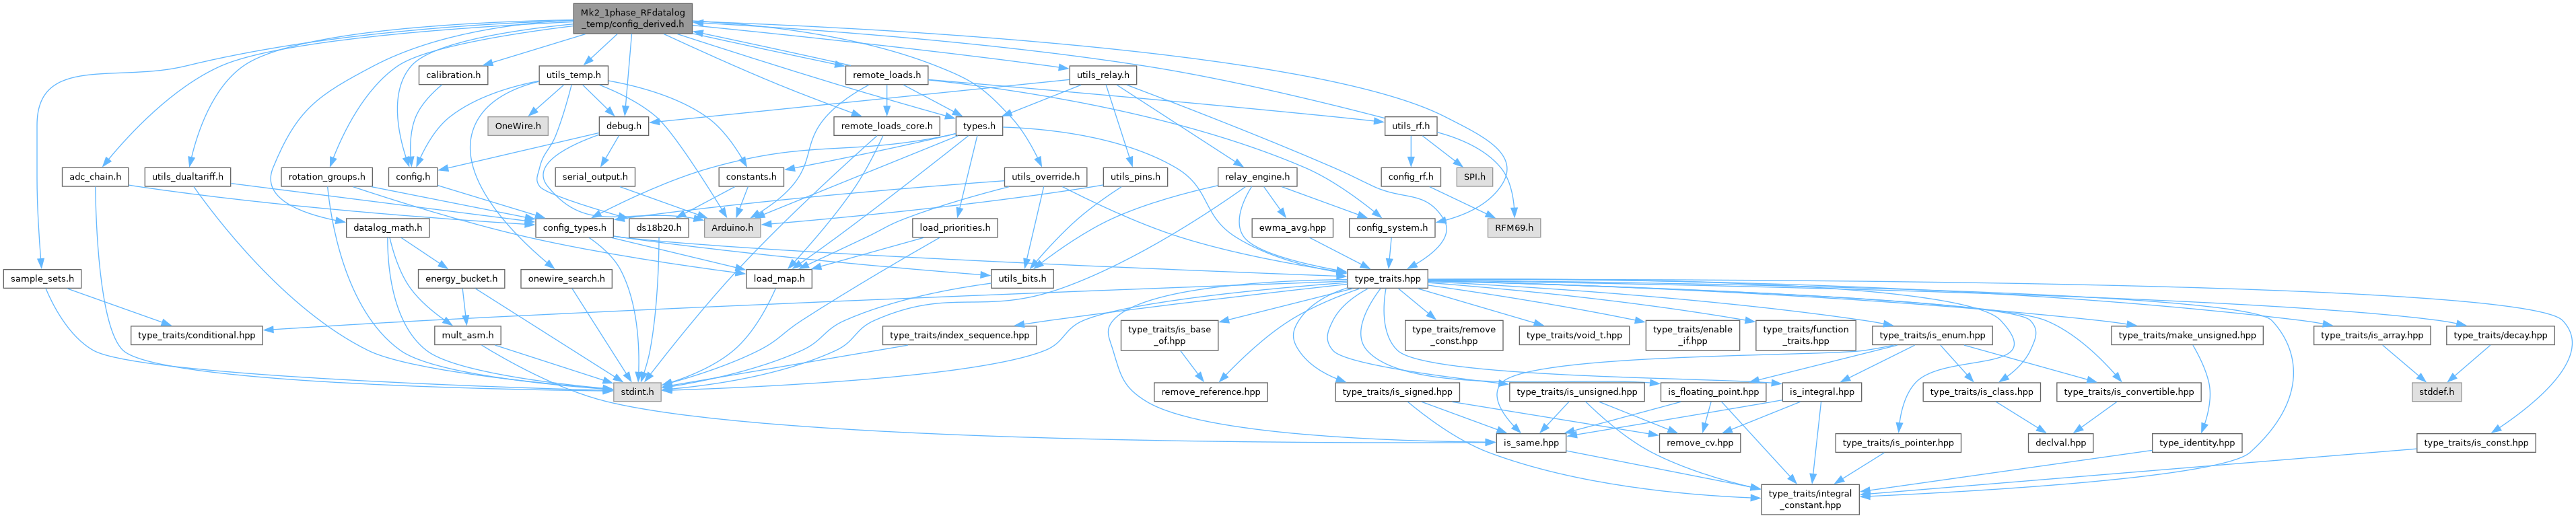 Mk2_1phase_RFdatalog
_temp/config_derived.h
calibration.h
utils_temp.h
remote_loads.h
utils_relay.h
OneWire.h
debug.h
remote_loads_core.h
types.h
utils_rf.h
adc_chain.h
utils_dualtariff.h
rotation_groups.h
config.h
serial_output.h
constants.h
utils_override.h
utils_pins.h
relay_engine.h
config_rf.h
SPI.h
datalog_math.h
config_types.h
ds18b20.h
Arduino.h
load_priorities.h
ewma_avg.hpp
config_system.h
RFM69.h
sample_sets.h
energy_bucket.h
onewire_search.h
load_map.h
utils_bits.h
type_traits.hpp
type_traits/conditional.hpp
mult_asm.h
type_traits/index_sequence.hpp
type_traits/is_base
_of.hpp
type_traits/remove
_const.hpp
type_traits/void_t.hpp
type_traits/enable
_if.hpp
type_traits/function
_traits.hpp
type_traits/is_enum.hpp
type_traits/make_unsigned.hpp
type_traits/is_array.hpp
type_traits/decay.hpp
stdint.h
remove_reference.hpp
type_traits/is_signed.hpp
type_traits/is_unsigned.hpp
is_floating_point.hpp
is_integral.hpp
type_traits/is_class.hpp
type_traits/is_convertible.hpp
stddef.h
is_same.hpp
remove_cv.hpp
type_traits/is_pointer.hpp
declval.hpp
type_identity.hpp
type_traits/is_const.hpp
type_traits/integral
_constant.hpp